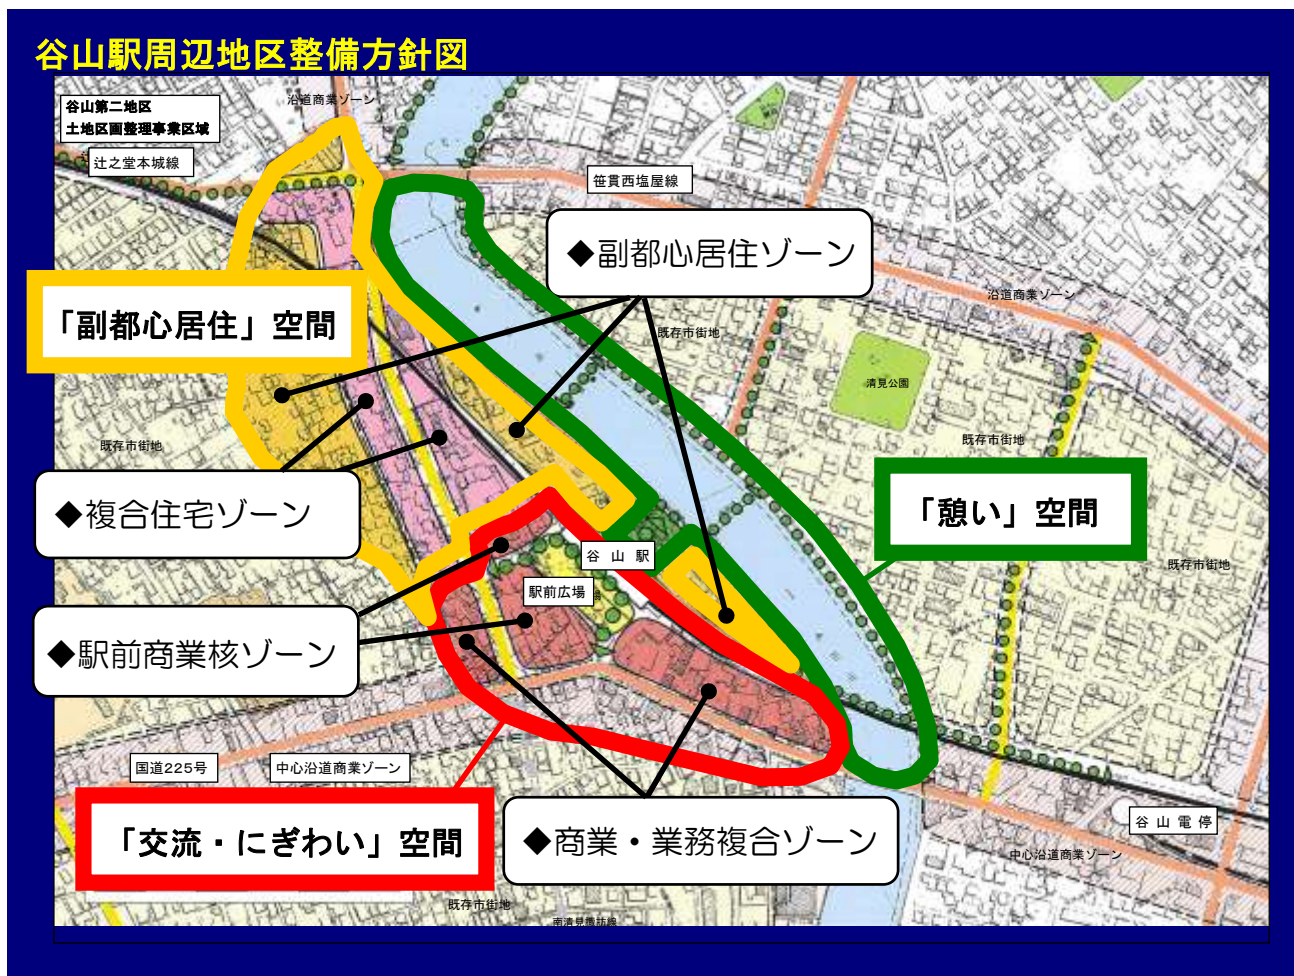 谷山駅周辺地区整備方針図
谷山第二地区
土地区画整理事業区域
沿道商業ゾーン
辻之堂本城線
笹貫西塩屋線
◆副都心居住ゾーン
沿道商業ゾーン
「副都心居住」空間
既存市街地
清見公園
既存市街地
既存市街地
◆複合住宅ゾーン
「憩い」空間
谷山駅
既存市街地
駅前広場
◆駅前商業核ゾーン
国道225号
中心沿道商業ゾーン
谷山電停
「交流・にぎわい」空間
◆商業・業務複合ゾーン
中心沿道商業ゾーン
既存市街地
南清見諏訪線